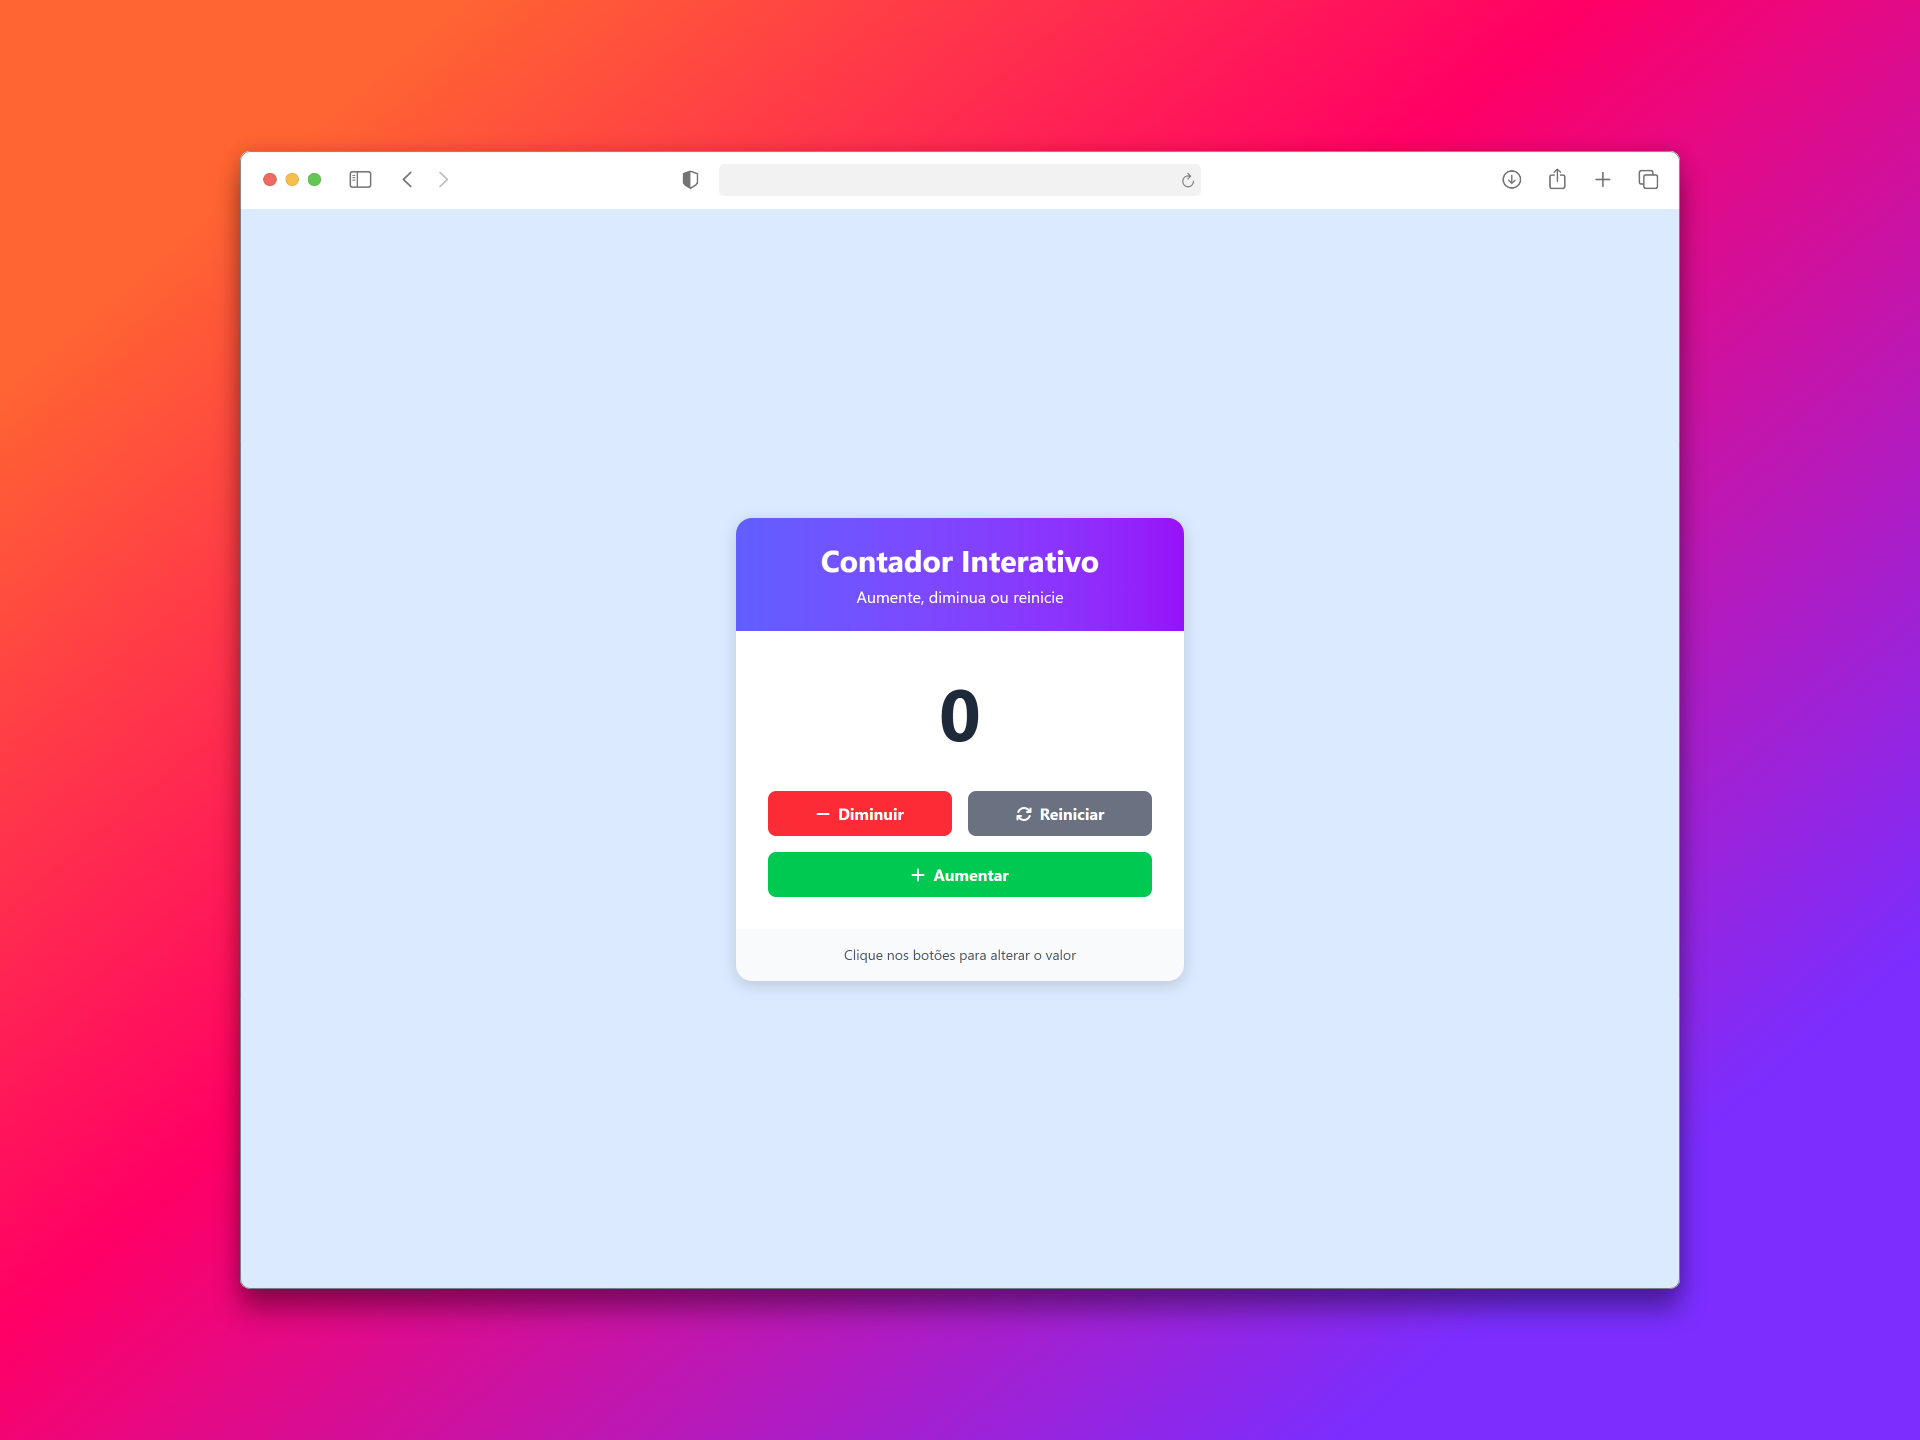 Contador Interativo
Aumente, diminua ou reinicie
0
Diminuir
Reiniciar
Aumentar
Clique nos botões para alterar o valor